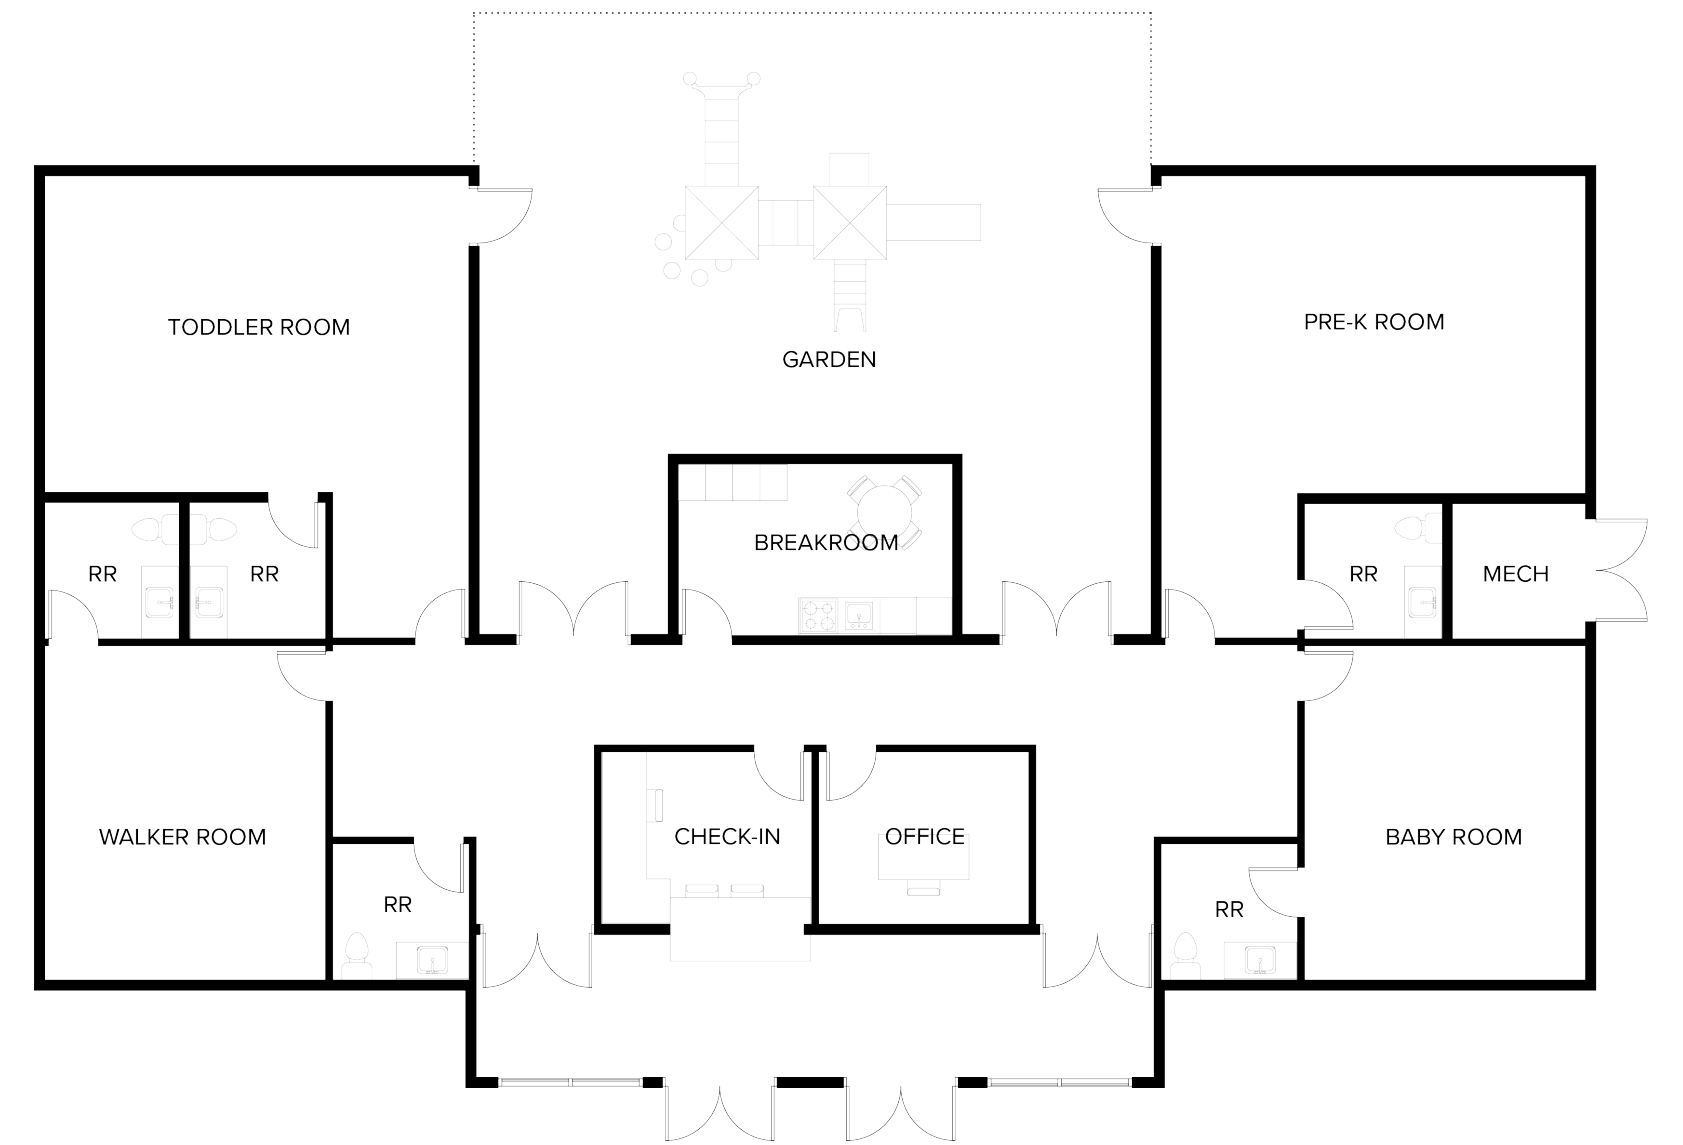 TODDLER ROOM
PRE-K ROOM
GARDEN
BREAKROOM
RR
RR
RR
MECH
WALKER ROOM
CHECK-IN
OFFICE
BABY ROOM
RR
RR